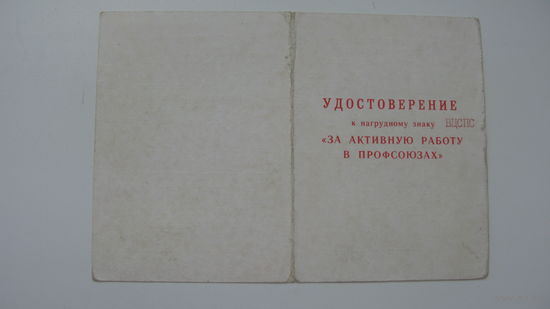 УДОСТОВЕРЕНИЕ
к нагрудному знаку ВЦСПС
«ЗА АКТИВНУЮ РАБОТУ
В ПРОФСОЮЗАХ»